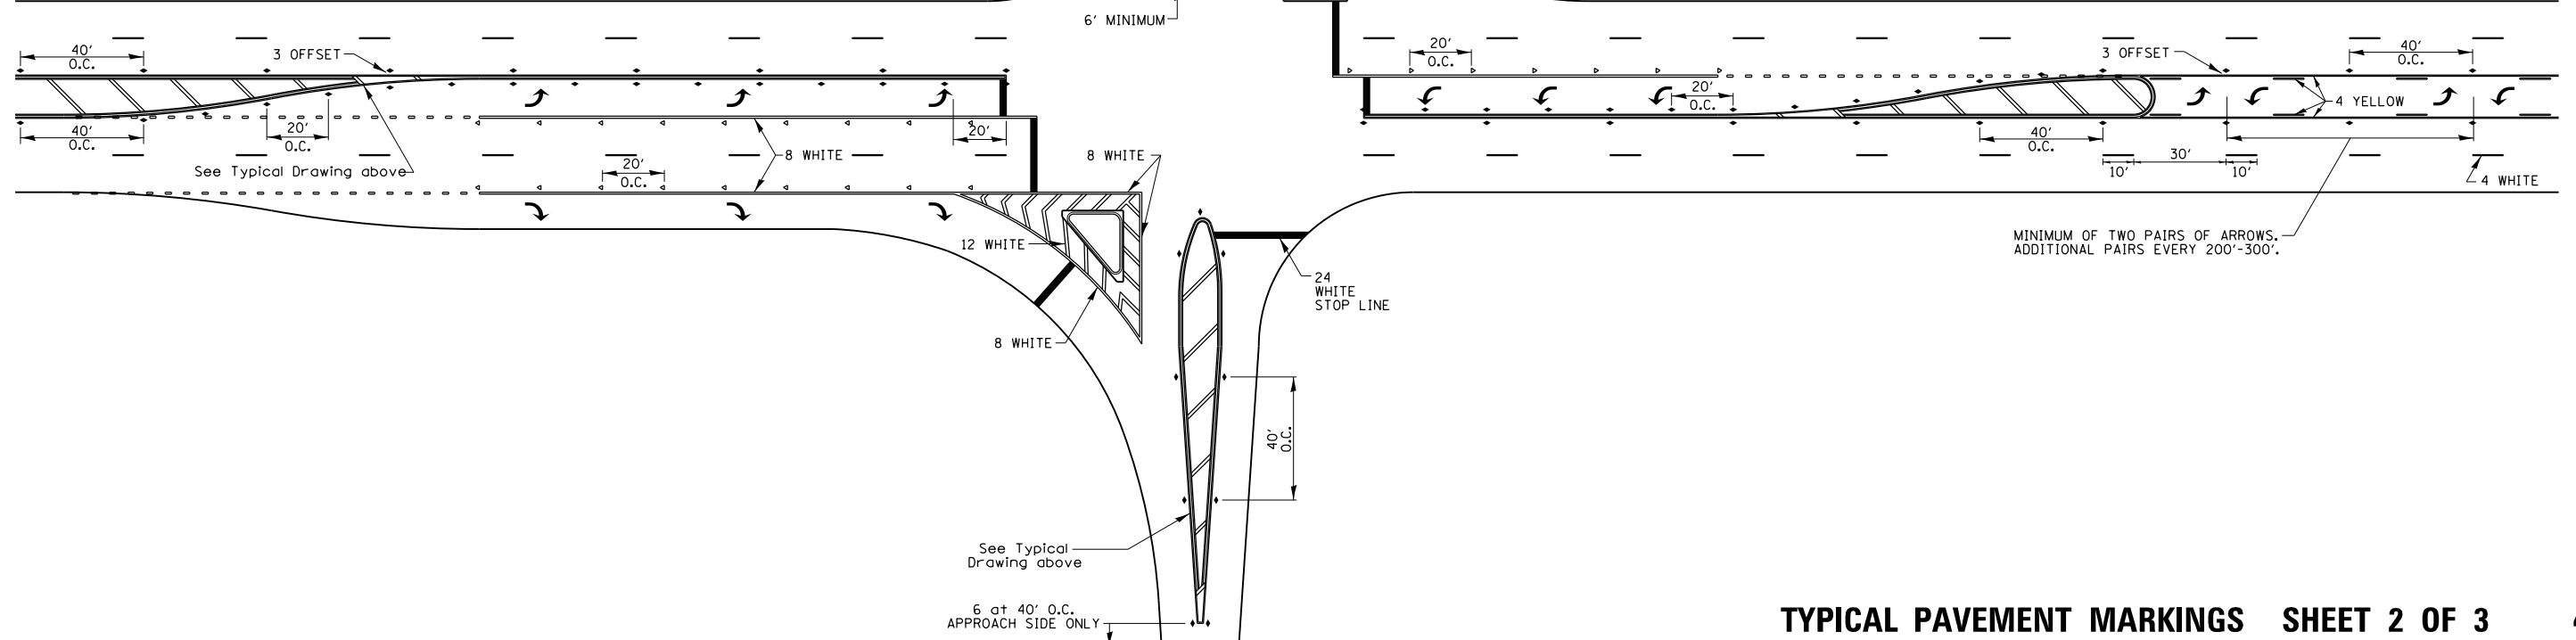 6' MINIMUM
40'
O.C.
3 OFFSET
20'
O.C.
3 OFFSET
40'
O.C.
20'
O.C.
4 YELLOW
40'
20'
O.C.
20'
See Typical Drawing above
20'
O.C.
8 WHITE
8 WHITE
40'
O.C.
10'
30'
10'
4 WHITE
12 WHITE
MINIMUM OF TWO PAIRS OF ARROWS.
ADDITIONAL PAIRS EVERY 200'-300'.
24
WHITE
STOP LINE
8 WHITE
40'
O.C.
See Typical
Drawing above
6 at 40' O.C.
APPROACH SIDE ONLY
TYPICAL PAVEMENT MARKINGS SHEET 2 OF 3